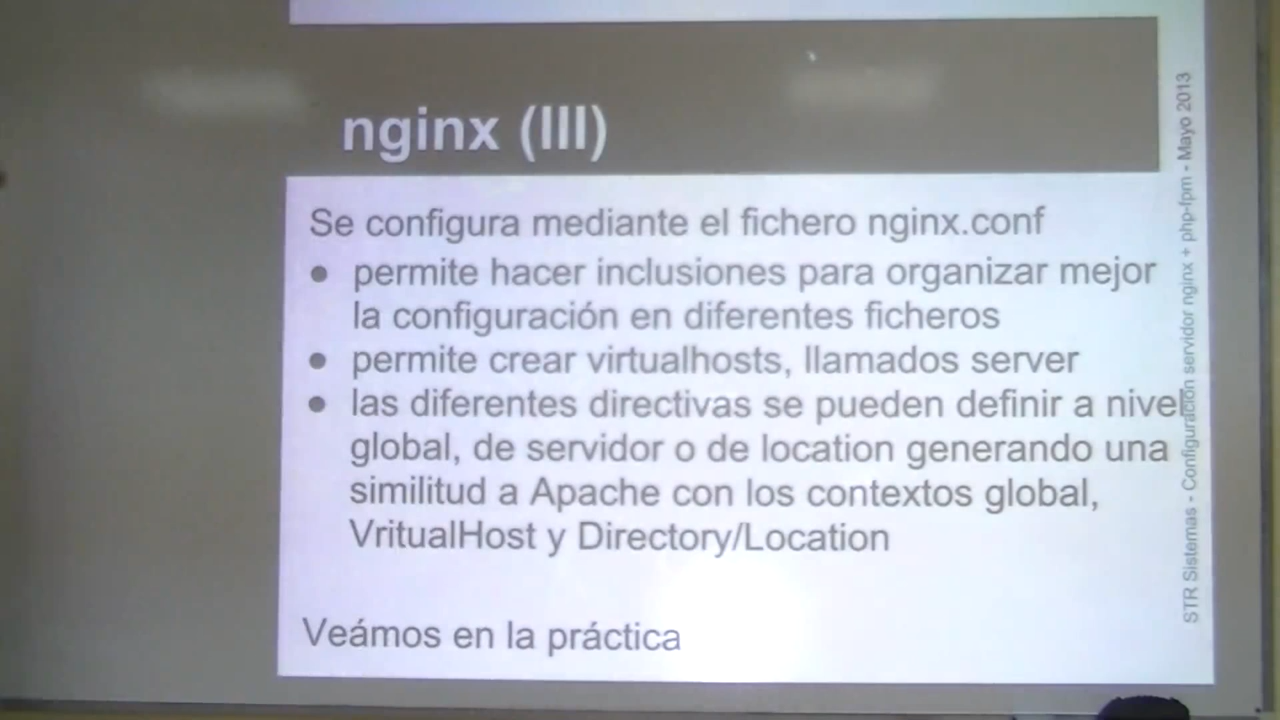 nginx (III)
Se configura mediante el fichero nginx.conf
● permite hacer inclusiones para organizar mejor
la configuración en diferentes ficheros
● permite crear virtualhosts, llamados server
● las diferentes directivas se pueden definir a nivel
global, de servidor o de location generando una
similitud a Apache con los contextos global,
VritualHost y Directory/Location
Veámos en la práctica
STR Sistemas - Configuración servidor nginx + php-fpm - Mayo 2013